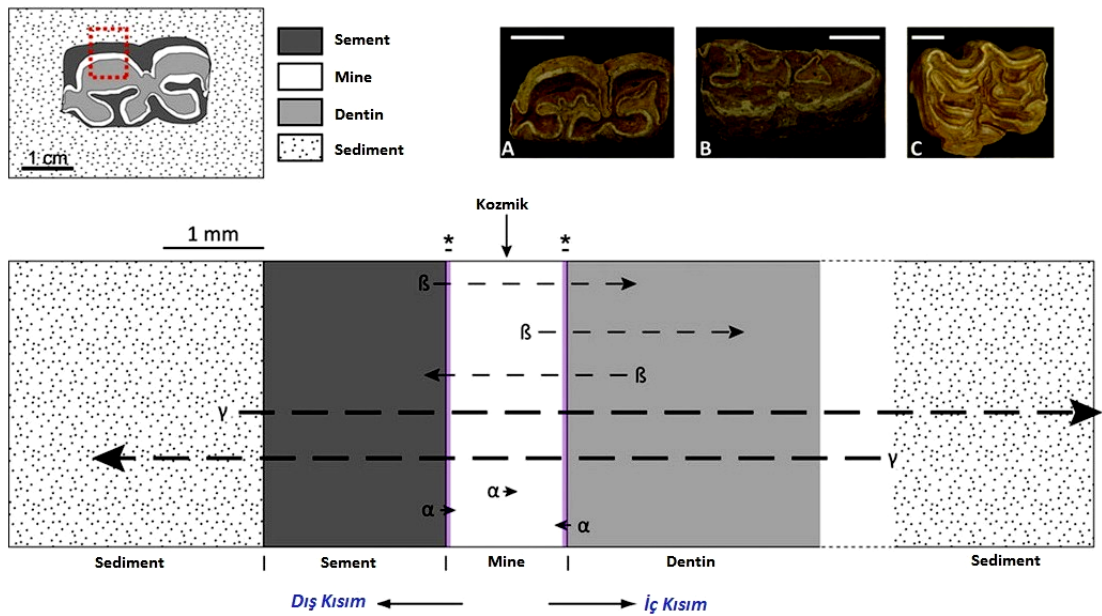 Sement
Mine
Dentin
Sediment
1 cm
A
B
C
Kozmik
1 mm
*
*
ß
ß
ß
γ
γ
α
α
α
Sediment
Sement
Mine
Dentin
Sediment
Dış Kısım
İç Kısım